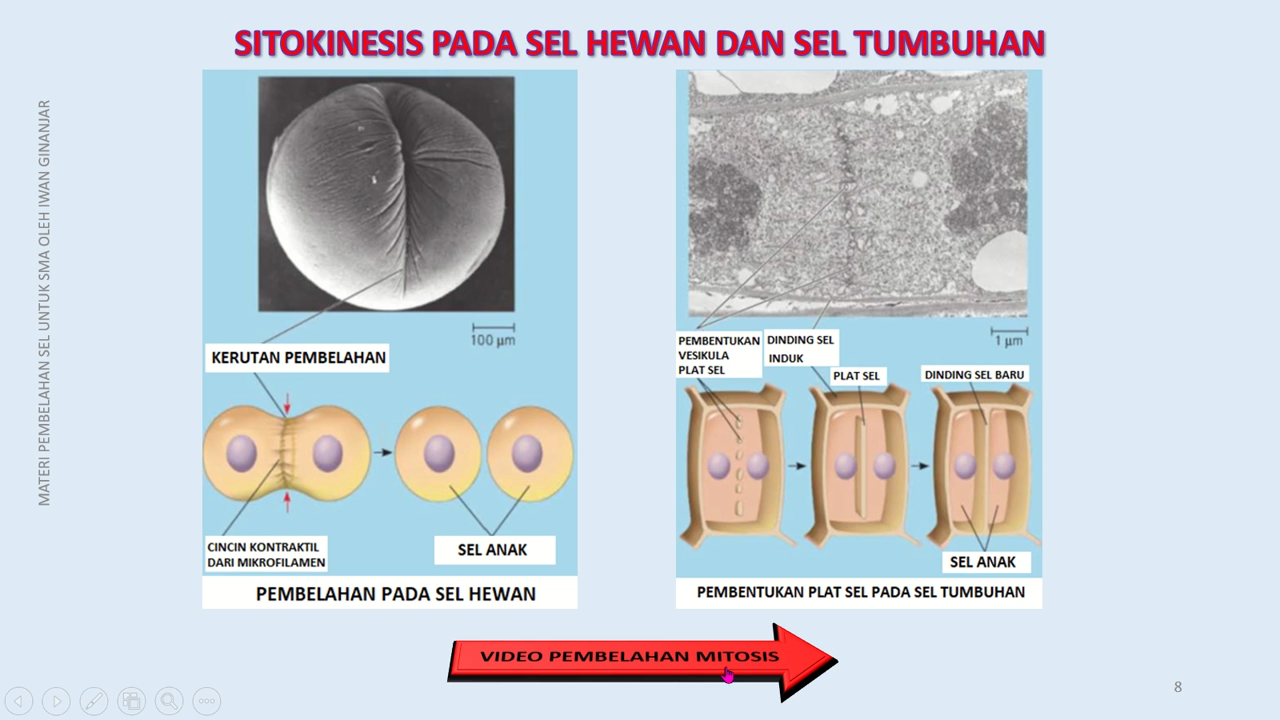 SITOKINESIS PADA SEL HEWAN DAN SEL TUMBUHAN
MATERI PEMBELAHAN SEL UNTUK SMA OLEH IWAN GINANJAR
100 µm
KERUTAN PEMBELAHAN
CINCIN KONTRAKTIL
DARI MIKROFILAMEN
SEL ANAK
PEMBELAHAN PADA SEL HEWAN
1 µm
PEMBENTUKAN
VESIKULA
PLAT SEL
DINDING SEL
INDUK
PLAT SEL
DINDING SEL BARU
SEL ANAK
PEMBENTUKAN PLAT SEL PADA SEL TUMBUHAN
VIDEO PEMBELAHAN MITOSIS
8